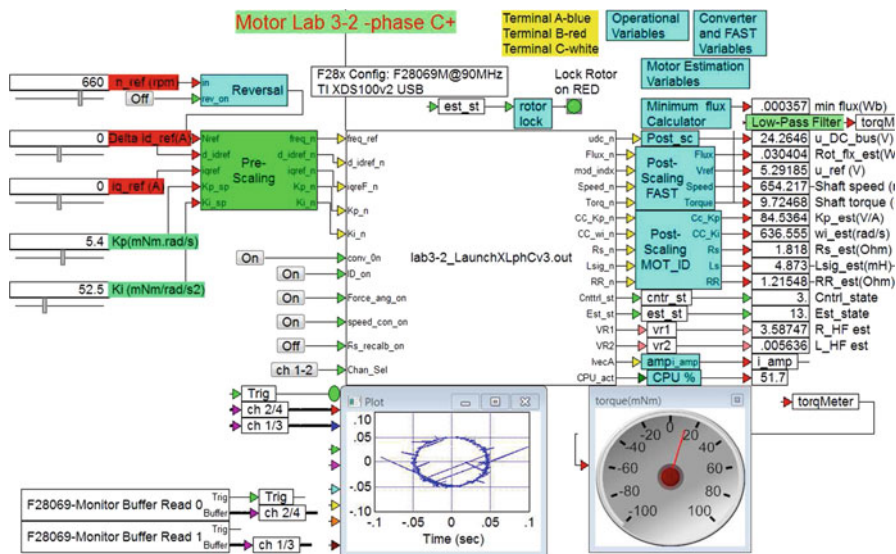 Motor Lab 3-2 -phase C+
Terminal A-blue
Terminal B-red
Terminal C-white
Operational
Variables
Converter
and FAST
Variables
Motor Estimation
Variables
660
n_ref (rpm)
Off
in
rev_on
Reversal
F28x Config: F28069M@90MHz
TI XDS100v2 USB
Lock Rotor
on RED
est_st
rotor
lock
Minimum flux
Calculator
.000357 min flux(Wb)
Low-Pass Filter
torqM
0
Delta id_ref(A)
0
iq_ref (A)
5.4
Kp(mNm.rad/s)
52.5
Ki (mNm/rad/s2)
Nref
d_idref
iqref
Kp_sp
Ki_sp
Pre-
Scaling
freq_n
d_idref_n
iqref_n
Kp_n
Ki_n
freq_ref
d_idref_n
iqreF_n
Kp_n
Ki_n
On
conv_0n
On
ID_on
On
Force_ang_on
On
speed_con_on
Off
Rs_recalb_on
ch 1-2
Chan_Sel
lab3-2_LaunchXLphCv3.out
udc_n
Flux_n
mod_indx
Speed_n
Torq_n
CC_Kp_n
CC_wi_n
Rs_n
Lsig_n
RR_n
Cnttrl_st
Est_st
VR1
VR2
IvecA
CPU_act
Post_sc
Post-
Scaling
FAST
Flux
Vref
Speed
Torque
Post-
Scaling
MOT_ID
Cc_Kp
CC_Ki
Rs
Ls
RR
cntr_st
est_st
vr1
vr2
amp i_amp
CPU %
24.2646 u_DC_bus(V)
.030404 Rot_flx_est(W
5.29185 u_ref (V)
654.217 Shaft speed (r
9.72468 Shaft torque (
84.5364 Kp_est(V/A)
636.555 wi_est(rad/s)
1.818 Rs_est(Ohm)
4.873 Lsig_est(mH)
1.21548 RR_est(Ohm)
3. Cntrl_state
13. Est_state
3.58747 R_HF est
.005636 L_HF est
i_amp
51.7
Trig
ch 2/4
ch 1/3
Plot
.10
.05
0
-.05
-.10
-.1 -.05 0 .05 0.1
Time (sec)
torque(mNm)
-100 -80 -60 -40 -20 0 20 40 60 80 100
torqMeter
F28069-Monitor Buffer Read 0
Trig
Buffer
Trig
ch 2/4
F28069-Monitor Buffer Read 1
Trig
Buffer
ch 1/3